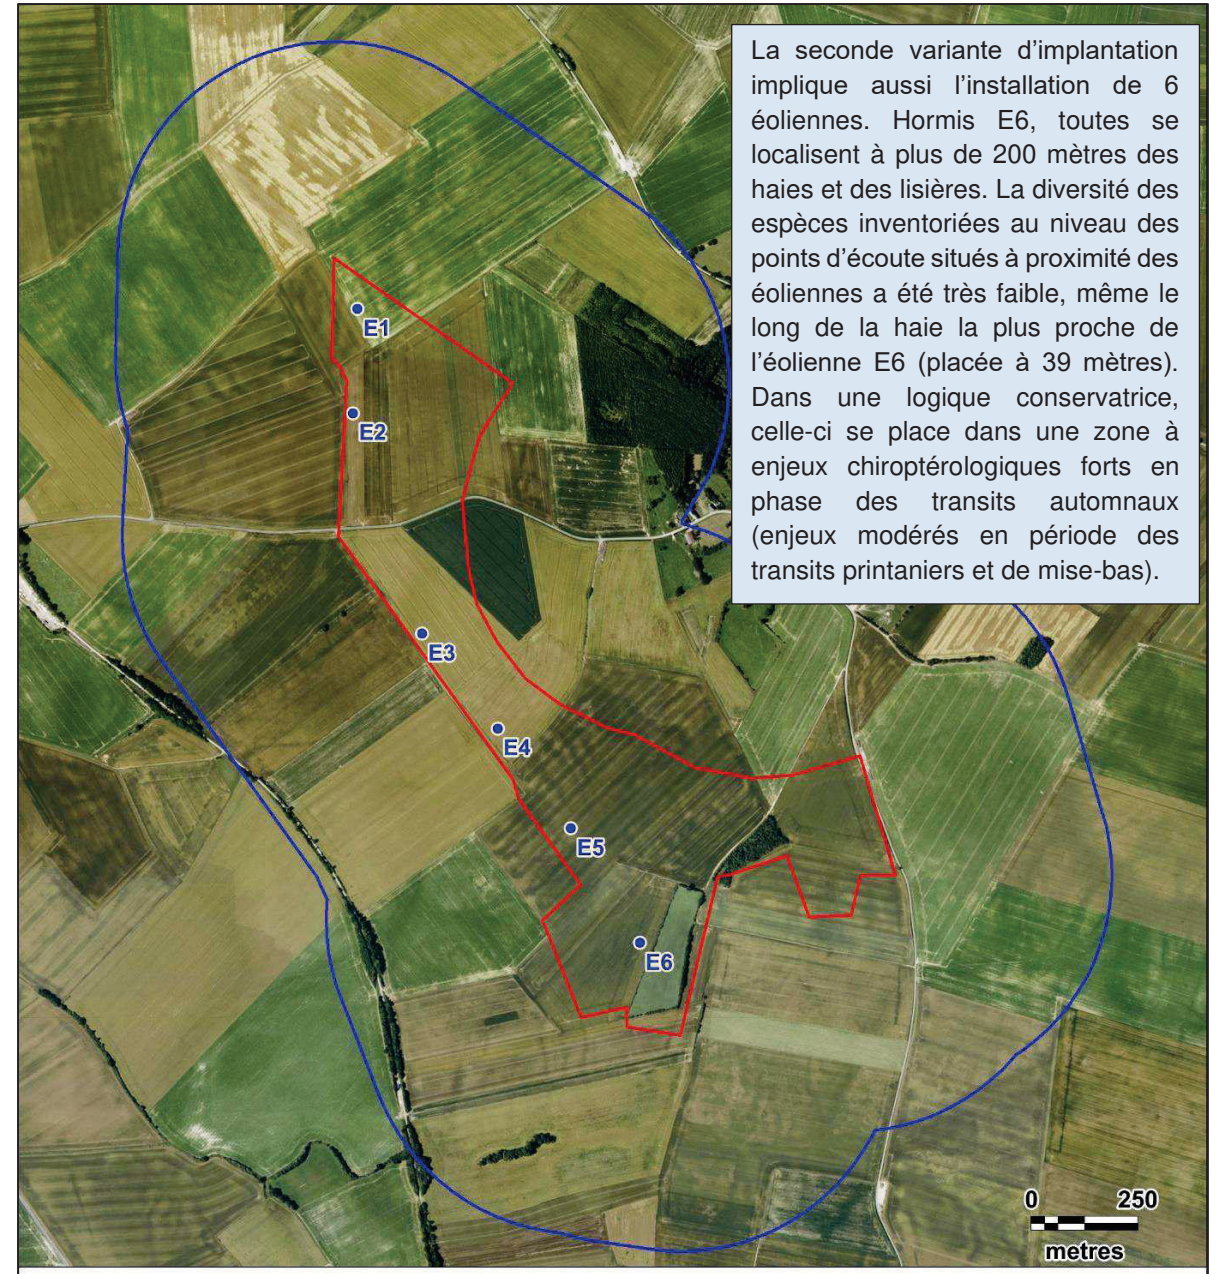 La seconde variante d’implantation
implique aussi l’installation de 6
éoliennes. Hormis E6, toutes se
localisent à plus de 200 mètres des
haies et des lisières. La diversité des
espèces inventoriées au niveau des
points d’écoute situés à proximité des
éoliennes a été très faible, même le
long de la haie la plus proche de
l’éolienne E6 (placée à 39 mètres).
Dans une logique conservatrice,
celle-ci se place dans une zone à
enjeux chiroptérologiques forts en
phase des transits automnaux
(enjeux modérés en période des
transits printaniers et de mise-bas).
E1
E2
E3
E4
E5
E6
0 250
metres